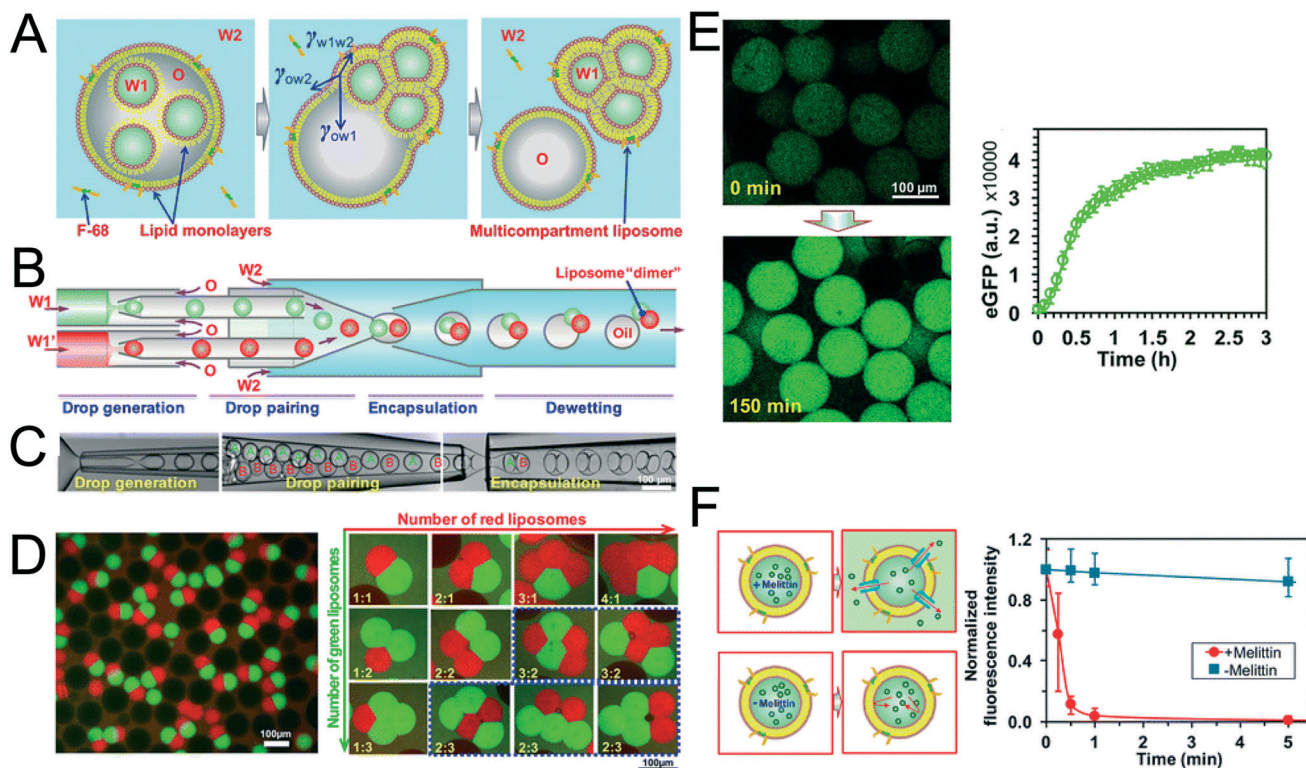 A
W2
O
W1
γw1w2
γow2
γow1
W2
W1
O
F-68
Lipid monolayers
Multicompartment liposome
B
W2
O
Liposome"dimer"
W1
O
W1'
O
W2
Oil
Drop generation
Drop pairing
Encapsulation
Dewetting
C
A A A A A A A A
B B B B B B B B
A B
Drop generation
Drop pairing
Encapsulation
100 µm
D
100µm
Number of red liposomes
Number of green liposomes
1:1
2:1
3:1
4:1
1:2
2:2
3:2
3:2
1:3
2:3
2:3
2:3
100µm
E
0 min
100 µm
150 min
eGFP (a.u.) x10000
4
3
2
1
0
0
0.5
1
1.5
2
2.5
3
Time (h)
F
+ Melittin
- Melittin
Normalized
fluorescence intensity
1.2
0.8
0.4
0.0
+Melittin
-Melittin
0
1
2
3
4
5
Time (min)